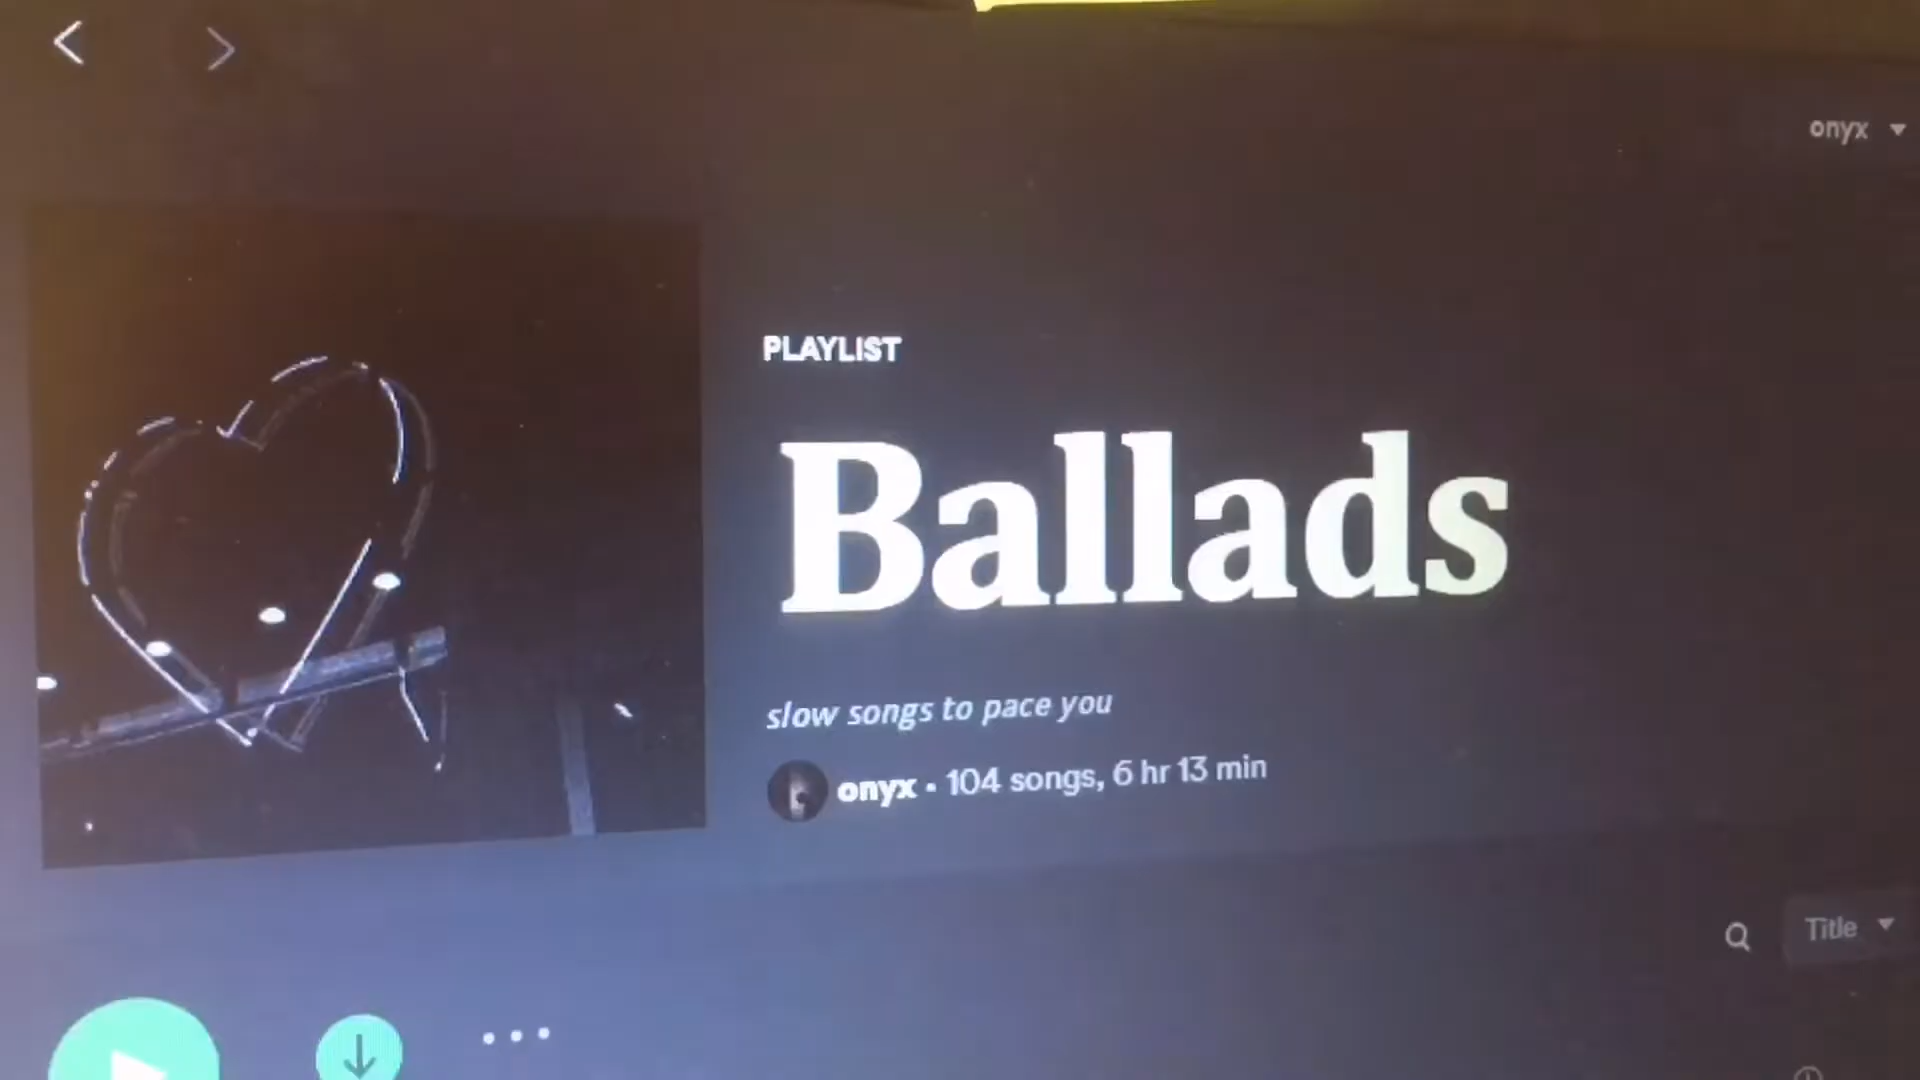 onyx
PLAYLIST
Ballads
slow songs to pace you
onyx • 104 songs, 6 hr 13 min
Title